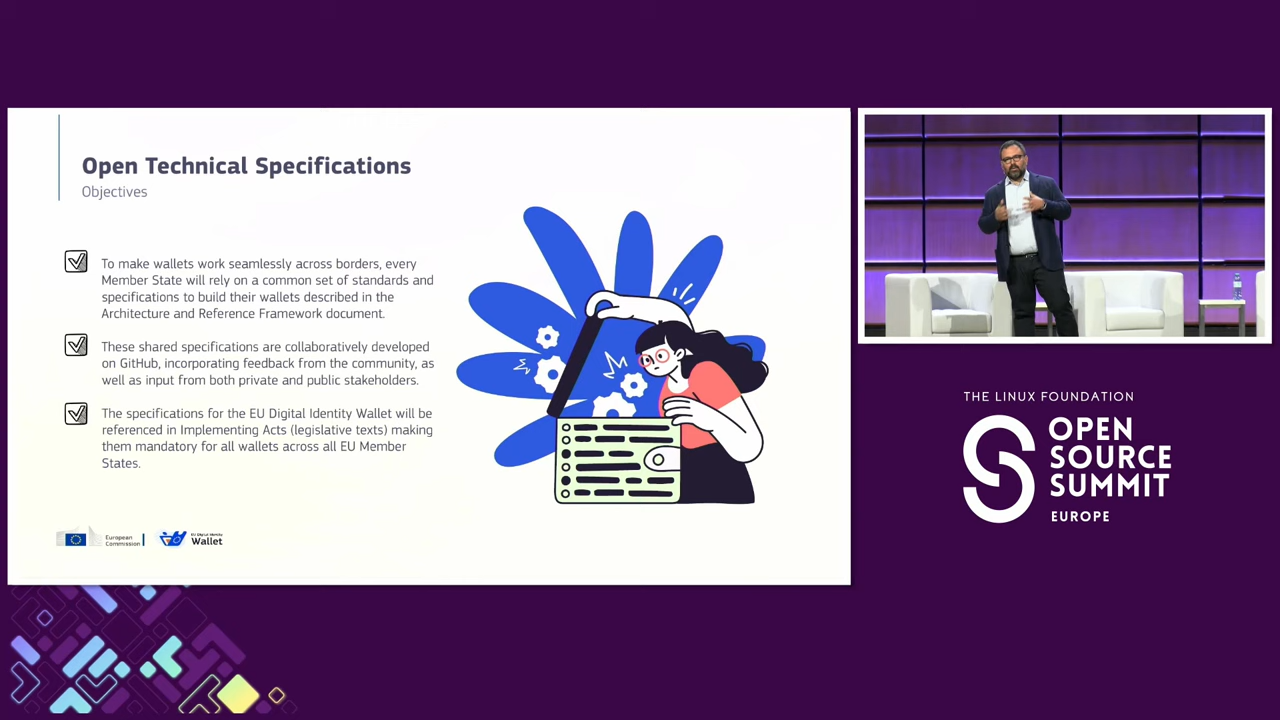 Open Technical Specifications
Objectives
To make wallets work seamlessly across borders, every
Member State will rely on a common set of standards and
specifications to build their wallets described in the
Architecture and Reference Framework document.
These shared specifications are collaboratively developed
on GitHub, incorporating feedback from the community, as
well as input from both private and public stakeholders.
The specifications for the EU Digital Identity Wallet will be
referenced in Implementing Acts (legislative texts) making
them mandatory for all wallets across all EU Member
States.
European
Commission
EU Digital Identity
Wallet
THE LINUX FOUNDATION
OPEN
SOURCE
SUMMIT
EUROPE